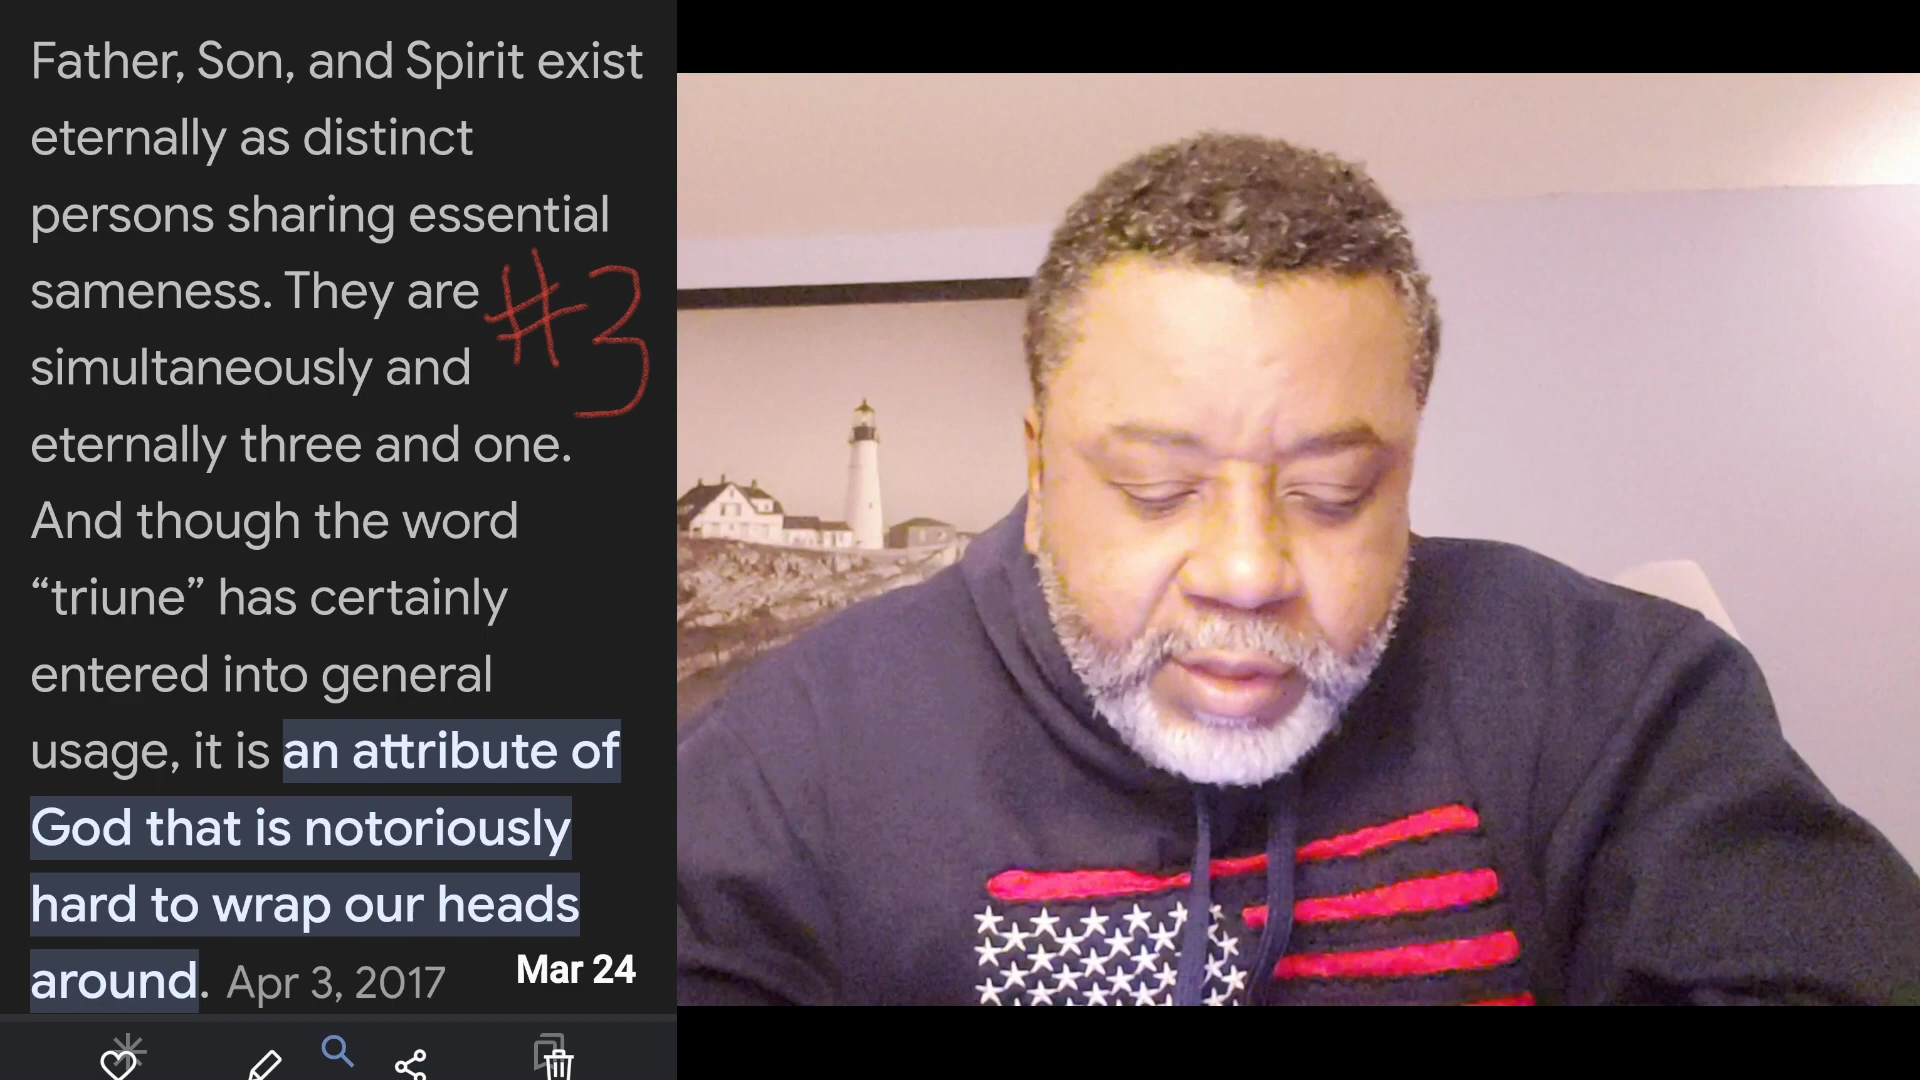 Father, Son, and Spirit exist
eternally as distinct
persons sharing essential
sameness. They are
#3
simultaneously and
eternally three and one.
And though the word
“triune” has certainly
entered into general
usage, it is an attribute of
God that is notoriously
hard to wrap our heads
around. Apr 3, 2017
Mar 24